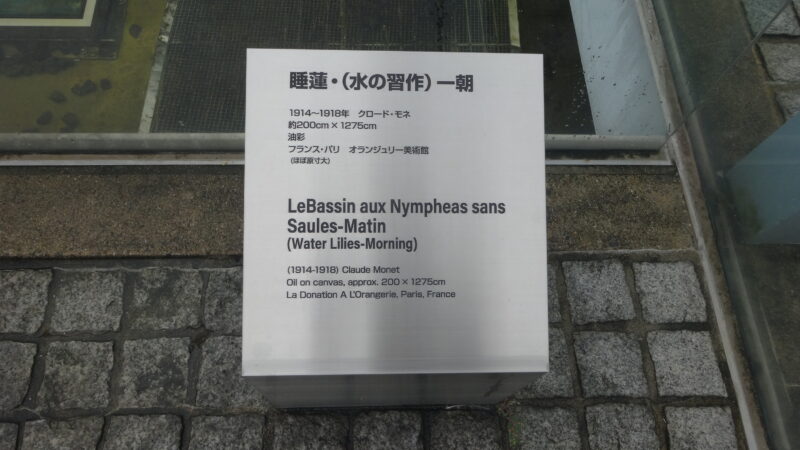 睡蓮・(水の習作)一朝
1914〜1918年 クロード・モネ
約200cm×1275cm
油彩
フランス・パリ オランジュリー美術館
(ほぼ原寸大)
LeBassin aux Nympheas sans
Saules-Matin
(Water Lilies-Morning)
(1914-1918) Claude Monet
Oil on canvas, approx. 200×1275cm
La Donation A L'Orangerie, Paris, France